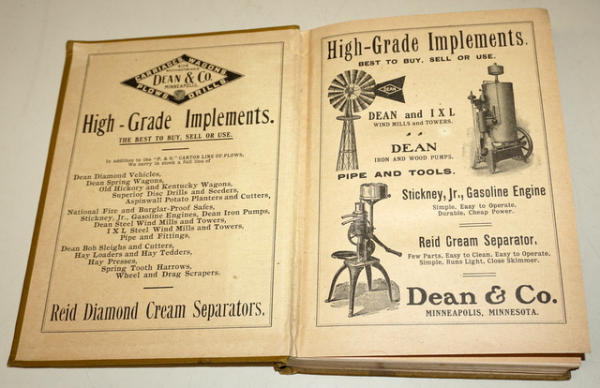 CARRIAGES WAGONS
DEAN & CO.
MINNEAPOLIS.
PLOWS DRILLS
High-Grade Implements.
THE BEST TO BUY, SELL OR USE.
In addition to the "P. & O." CANTON LINE OF PLOWS,
We carry in stock a full line of
Dean Diamond Vehicles,
Dean Spring Wagons,
Old Hickory and Kentucky Wagons,
Superior Disc Drills and Seeders,
Aspinwall Potato Planters and Cutters,
National Fire and Burglar-Proof Safes,
Stickney, Jr., Gasoline Engines, Dean Iron Pumps,
Dean Steel Wind Mills and Towers,
I X L Steel Wind Mills and Towers,
Pipe and Fittings,
Dean Bob Sleighs and Cutters,
Hay Loaders and Hay Tedders,
Hay Presses,
Spring Tooth Harrows,
Wheel and Drag Scrapers.
Reid Diamond Cream Separators.
High-Grade Implements.
BEST TO BUY, SELL OR USE.
DEAN
DEAN and I X L
WIND MILLS and TOWERS.
DEAN
IRON AND WOOD PUMPS.
PIPE AND TOOLS.
Stickney, Jr., Gasoline Engine
Simple, Easy to Operate,
Durable, Cheap Power.
Reid Cream Separator.
Few Parts, Easy to Clean, Easy to Operate,
Simple, Runs Light, Close Skimmer.
Dean & Co.
MINNEAPOLIS, MINNESOTA.